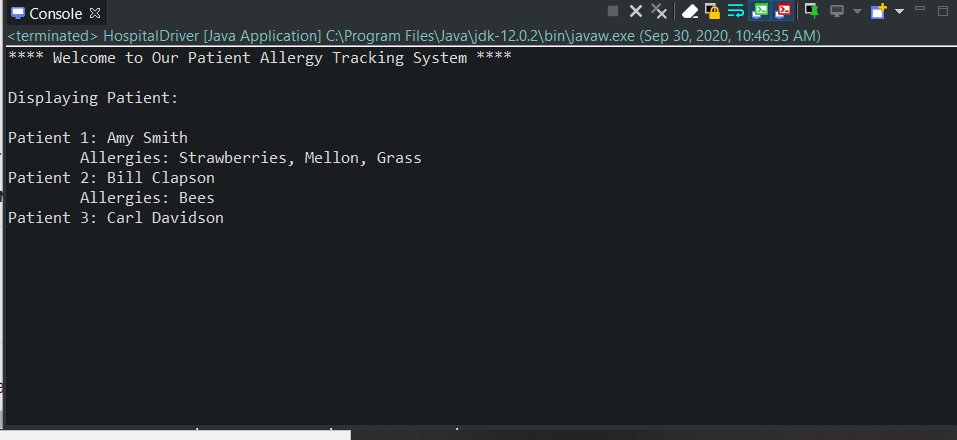 Console
<terminated> HospitalDriver [Java Application] C:\Program Files\Java\jdk-12.0.2\bin\javaw.exe (Sep 30, 2020, 10:46:35 AM)
**** Welcome to Our Patient Allergy Tracking System ****
Displaying Patient:
Patient 1: Amy Smith
Allergies: Strawberries, Mellon, Grass
Patient 2: Bill Clapson
Allergies: Bees
Patient 3: Carl Davidson